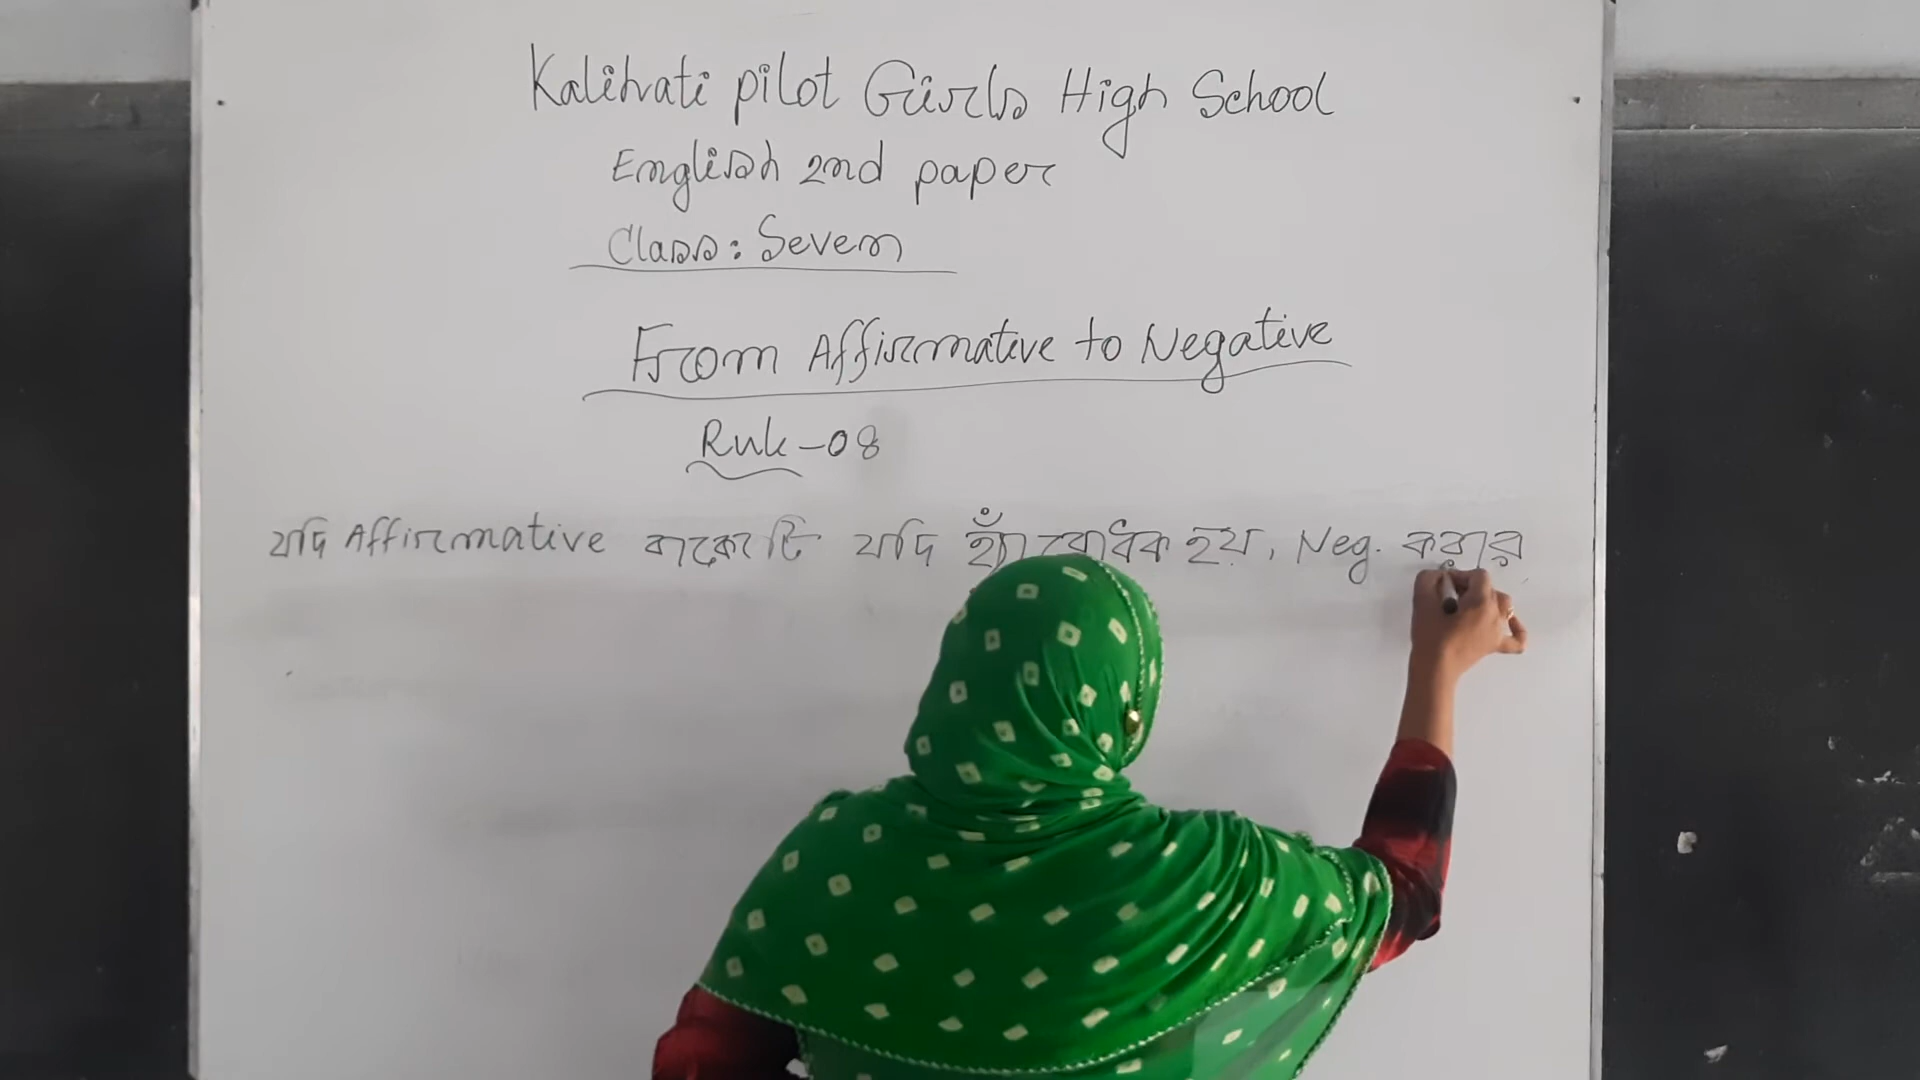 Kalihati pilot Girls High School
English 2nd paper
Class: Seven
From Affirmative to Negative
Rule-08
যদি Affirmative বাক্যেটি যদি হ্যাঁ বোধক হয়, Neg. করার